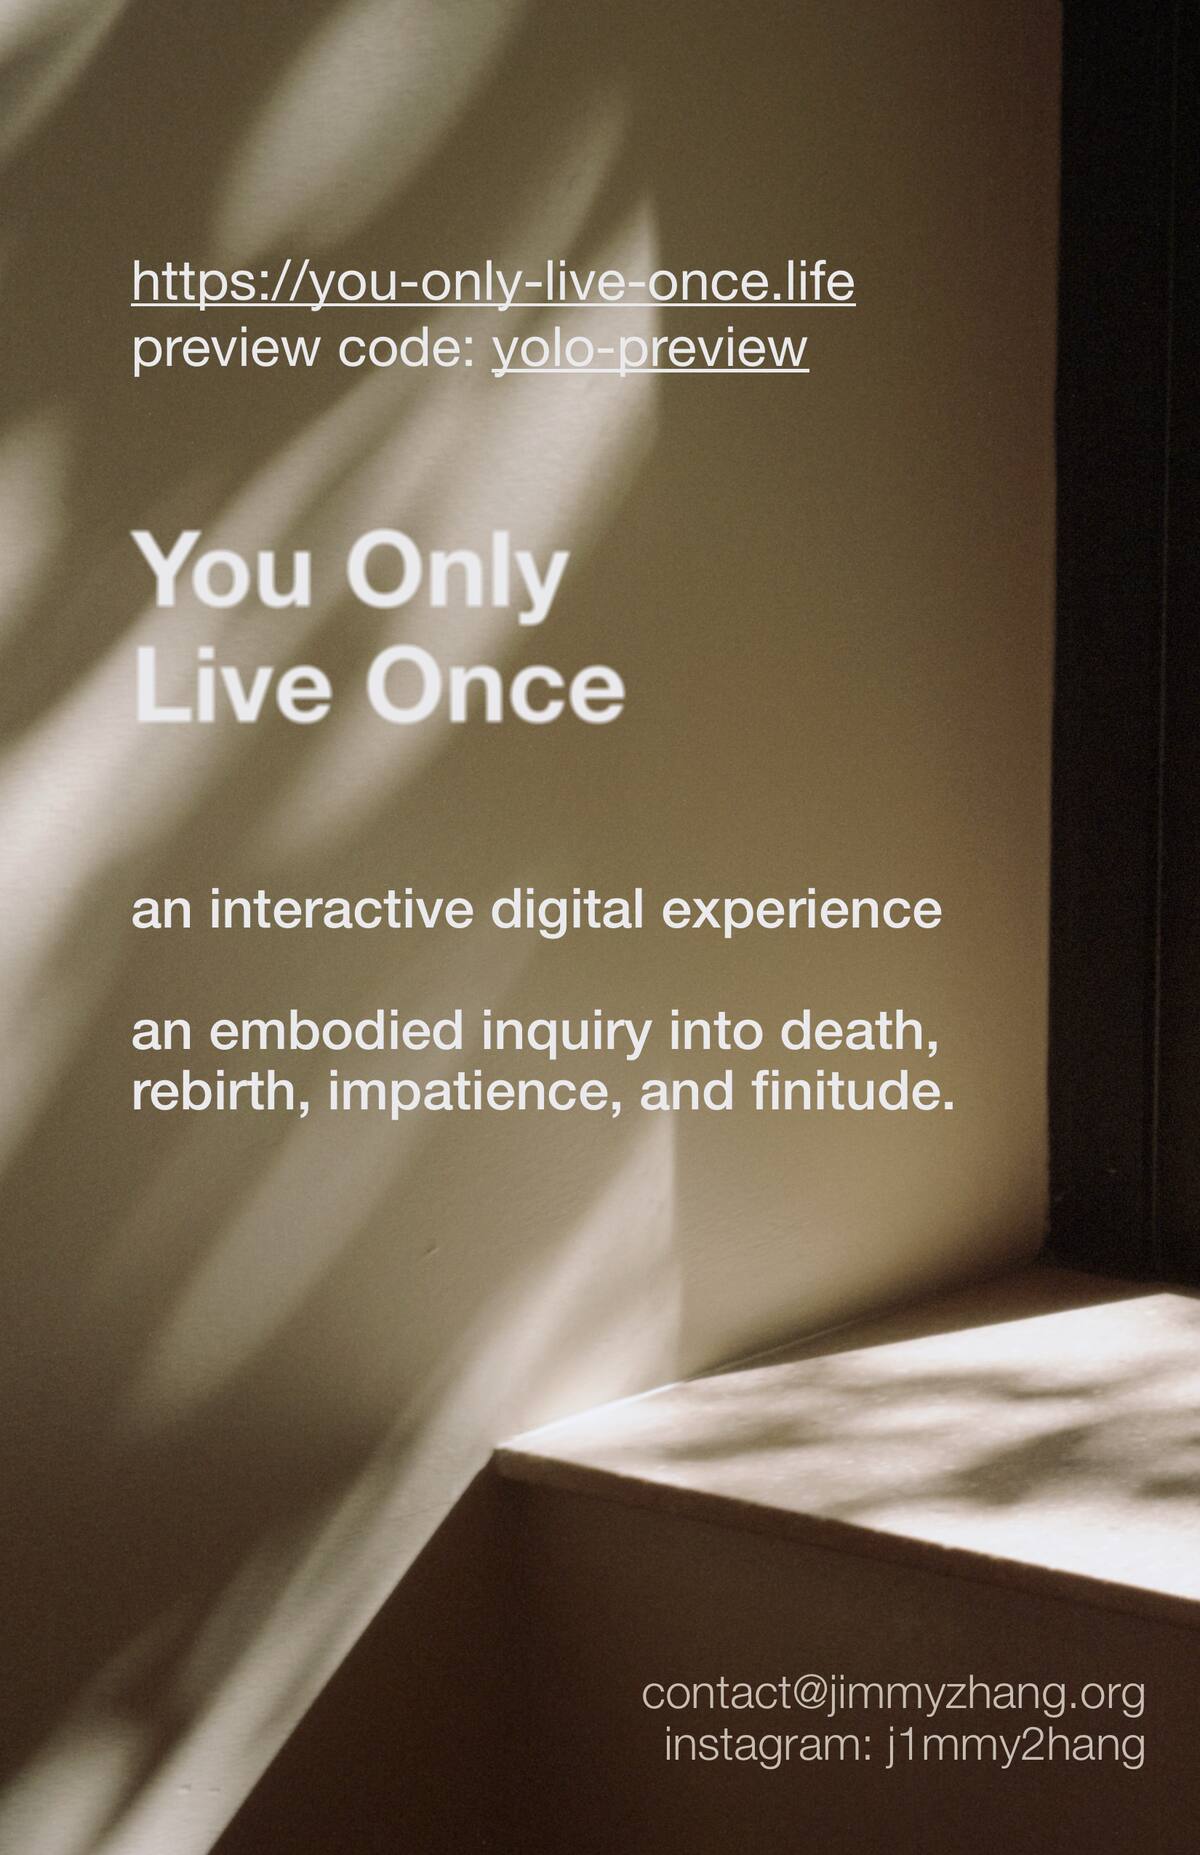 https://you-only-live-once.life
preview code: yolo-preview
You Only
Live Once
an interactive digital experience
an embodied inquiry into death,
rebirth, impatience, and finitude.
contact@jimmyzhang.org
instagram: j1mmy2hang